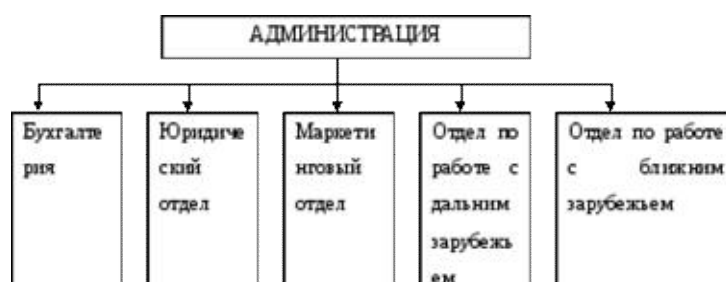 АДМИНИСТРАЦИЯ
Бухгалте
рия
Юридиче
ский
отдел
Маркети
нговый
отдел
Отдел по
работе с
дальним
зарубежь
ем
Отдел по работе
с ближним
зарубежьем